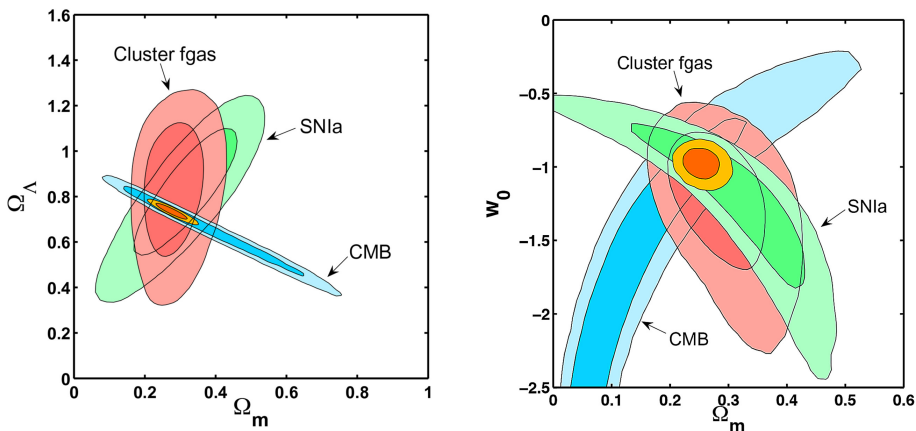 1.6
1.4
1.2
1
0.8
0.6
0.4
0.2
0
Ω_Λ
Cluster fgas
SNIa
CMB
0 0.2 0.4 0.6 0.8 1
Ω_m
−0
−0.5
−1.0
−1.5
−2
−2.5
w_0
Cluster fgas
SNIa
CMB
0 0.1 0.2 0.3 0.4 0.5 0.6
Ω_m